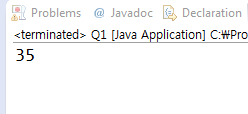 Problems @ Javadoc Declaration
<terminated> Q1 [Java Application] C:₩Pro
35